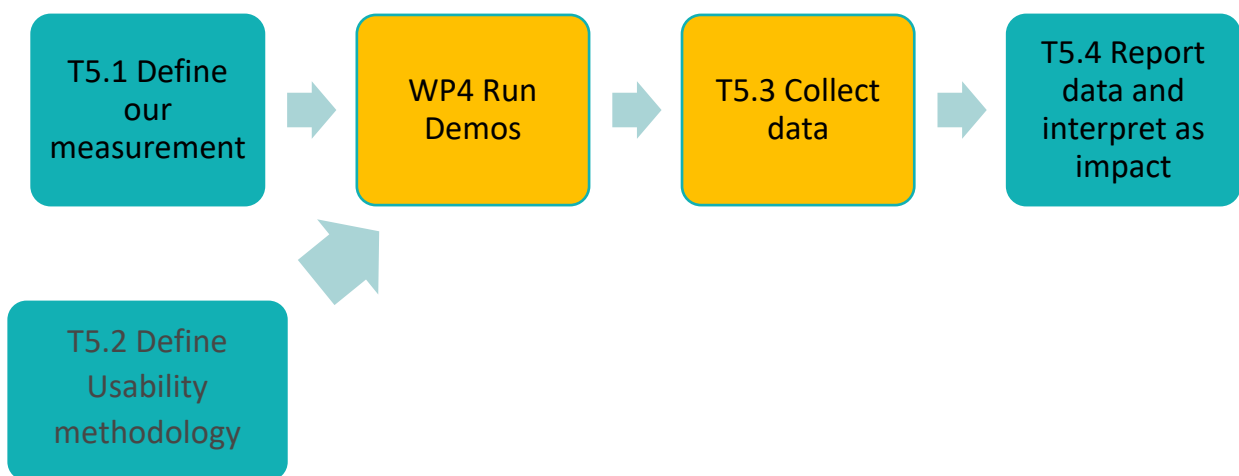 T5.1 Define
our
measurement
WP4 Run
Demos
T5.3 Collect
data
T5.4 Report
data and
interpret as
impact
T5.2 Define
Usability
methodology